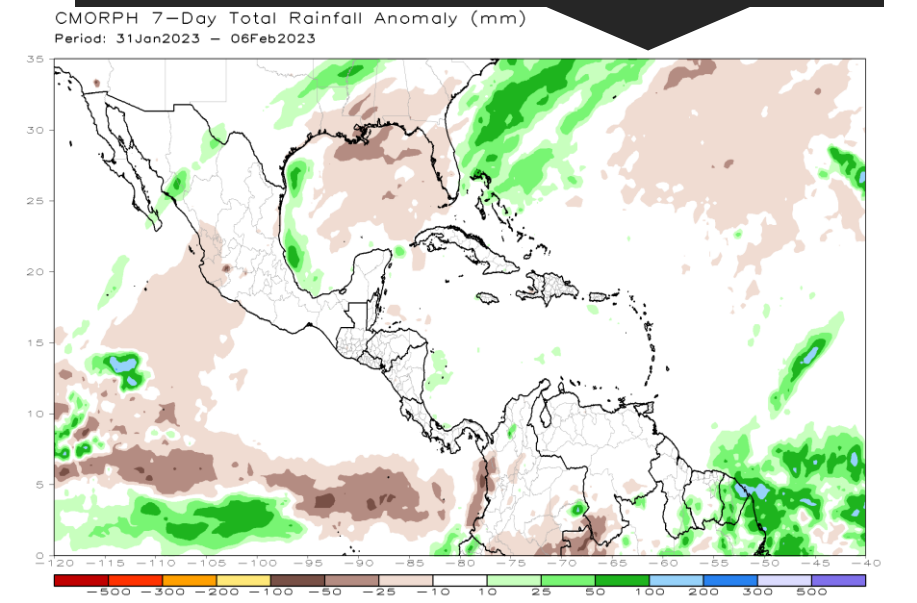 CMORPH 7-Day Total Rainfall Anomaly (mm)
Period: 31Jan2023 - 06Feb2023
35
30
25
20
15
10
5
0
-120 -115 -110 -105 -100 -95 -90 -85 -80 -75 -70 -65 -60 -55 -50 -45 -40
-500 -300 -200 -100 -50 -25 -10 10 25 50 100 200 300 500